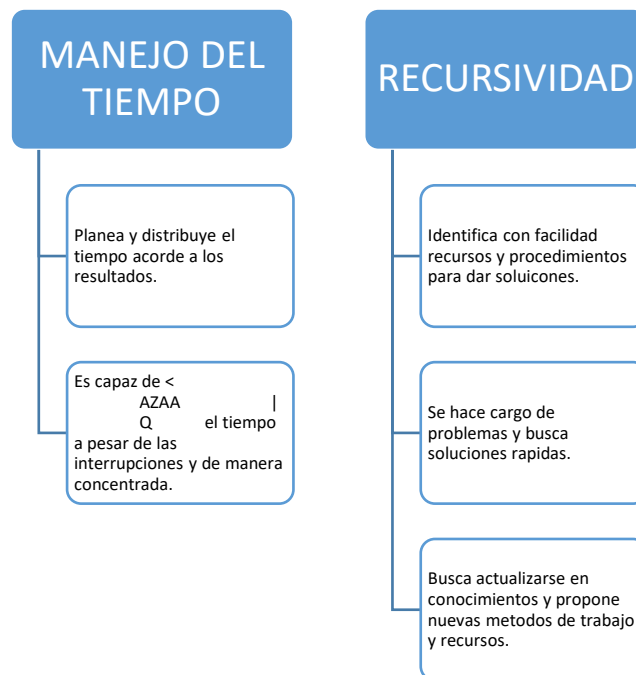 MANEJO DEL
TIEMPO
Planea y distribuye el
tiempo acorde a los
resultados.
Es capaz de <
AZAA |
Q el tiempo
a pesar de las
interrupciones y de manera
concentrada.
RECURSIVIDAD
Identifica con facilidad
recursos y procedimientos
para dar soluicones.
Se hace cargo de
problemas y busca
soluciones rapidas.
Busca actualizarse en
conocimientos y propone
nuevas metodos de trabajo
y recursos.